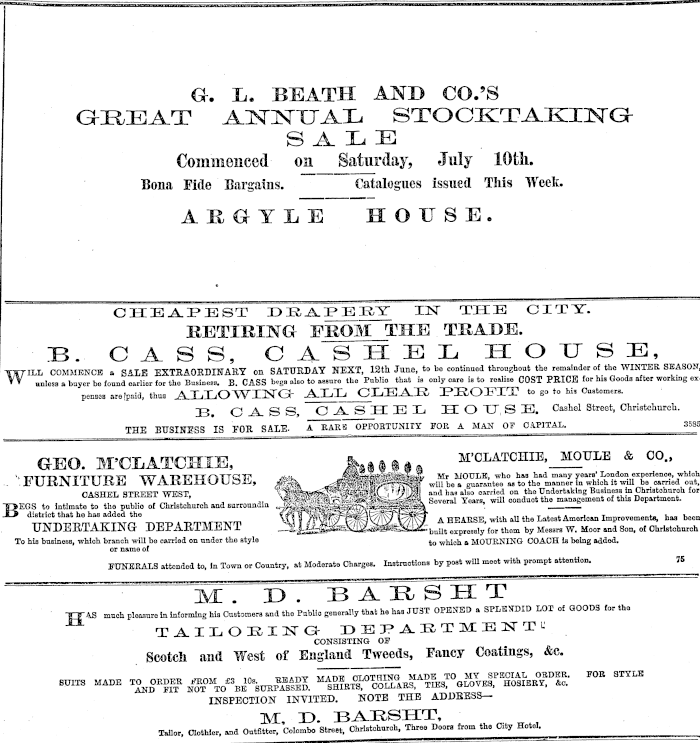 G. L. BEATH AND CO.'S
GREAT ANNUAL STOCKTAKING
SALE
Commenced on Saturday, July 10th.
Bona Fide Bargains. Catalogues issued This Week.
ARGYLE HOUSE.
CHEAPEST DRAPERY IN THE CITY.
RETIRING FROM THE TRADE.
B. CASS, CASHEL HOUSE,
WILL COMMENCE a SALE EXTRAORDINARY on SATURDAY NEXT, 12th June, to be continued throughout the remainder of the WINTER SEASON,
unless a buyer be found earlier for the Business. B. CASS begs also to assure the Public that is only care is to realise COST PRICE for his Goods after working ex-
penses are paid, thus ALLOWING ALL CLEAR PROFIT to go to his Customers.
B. CASS, CASHEL HOUSE, Cashel Street, Christchurch.
THE BUSINESS IS FOR SALE. A RARE OPPORTUNITY FOR A MAN OF CAPITAL. 3585
GEO. M'CLATCHIE,
FURNITURE WAREHOUSE,
CASHEL STREET WEST,
BEGS to intimate to the public of Christchurch and surroundin
district that he has added the
UNDERTAKING DEPARTMENT
To his business, which branch will be carried on under the style
or name of
M'CLATCHIE, MOULE & CO.,
Mr MOULE, who has had many years' London experience, which
will be a guarantee as to the manner in which it will be carried out,
and has also carried on the Undertaking Business in Christchurch for
Several Years, will conduct the management of this Department.
A HEARSE, with all the Latest American Improvements, has been
built expressly for them by Messrs W. Moor and Son, of Christchurch
to which a MOURNING COACH is being added.
FUNERALS attended to, in Town or Country, at Moderate Charges. Instructions by post will meet with prompt attention. 75
M. D. BARSHT
HAS much pleasure in informing his Customers and the Public generally that he has JUST OPENED a SPLENDID LOT of GOODS for the
TAILORING DEPARTMENT
CONSISTING OF
Scotch and West of England Tweeds, Fancy Coatings, &c.
SUITS MADE TO ORDER FROM £3 10s. READY MADE CLOTHING MADE TO MY SPECIAL ORDER. FOR STYLE
AND FIT NOT TO BE SURPASSED. SHIRTS, COLLARS, TIES, GLOVES, HOSIERY, &c.
INSPECTION INVITED. NOTE THE ADDRESS—
M. D. BARSHT,
Tailor, Clothier, and Outfitter, Colombo Street, Christchurch, Three Doors from the City Hotel.